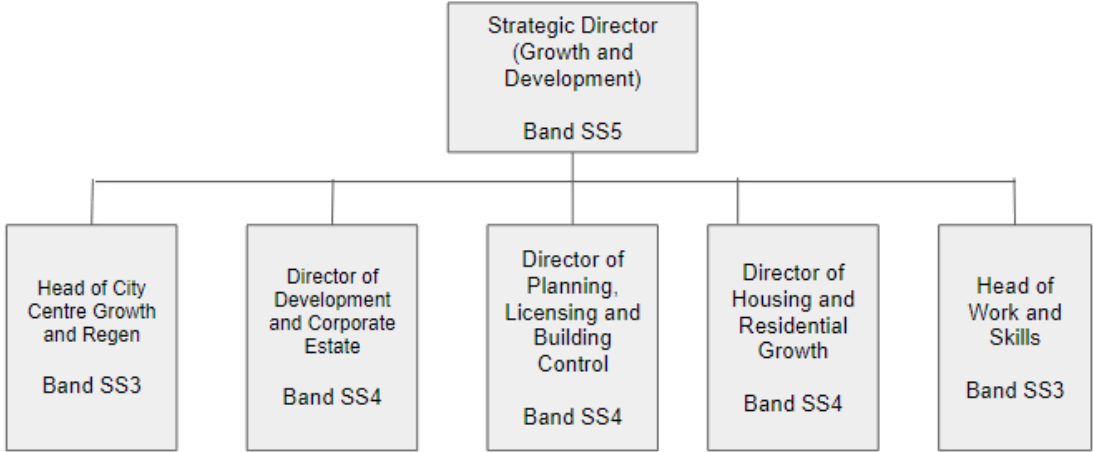 Strategic Director
(Growth and
Development)
Band SS5
Head of City
Centre Growth
and Regen
Band SS3
Director of
Development
and Corporate
Estate
Band SS4
Director of
Planning,
Licensing and
Building
Control
Band SS4
Director of
Housing and
Residential
Growth
Band SS4
Head of
Work and
Skills
Band SS3